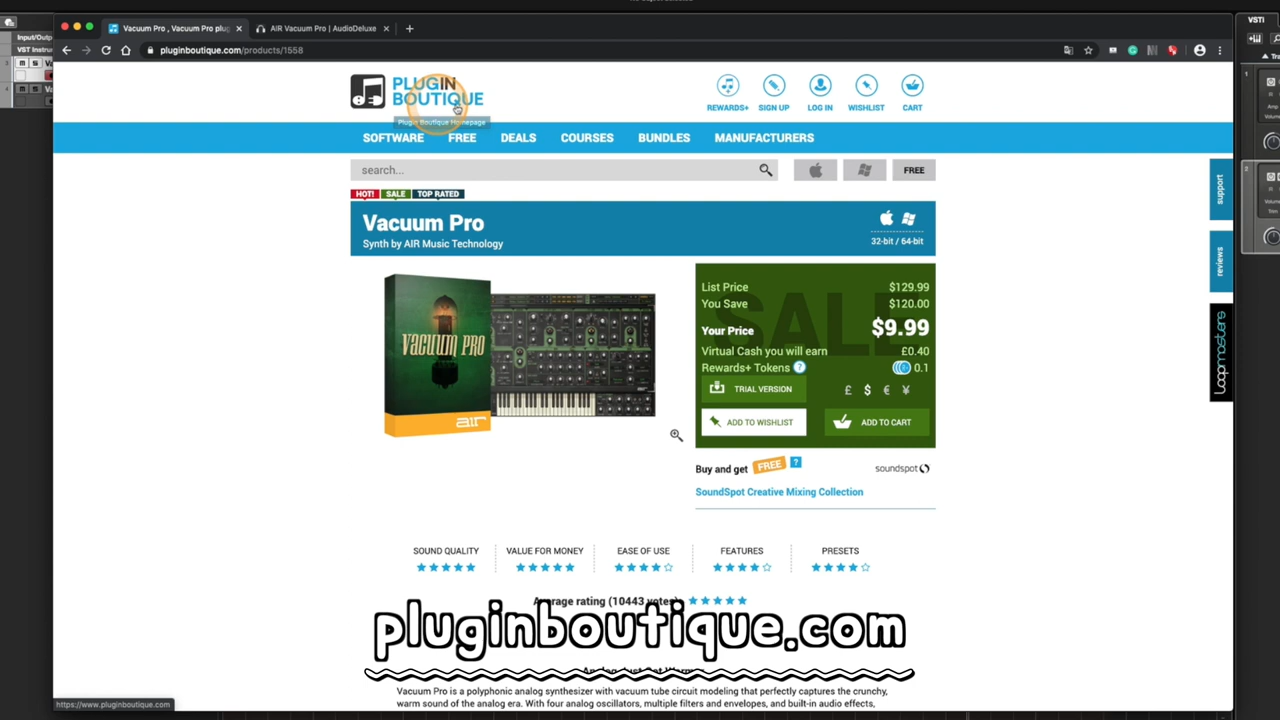 Vacuum Pro , Vacuum Pro plug
AIR Vacuum Pro | AudioDeluxe
VSTi
Input/Outp
VST Instrum
pluginboutique.com/products/1558
PLUGIN
BOUTIQUE
Plugin Boutique Homepage
REWARDS+
SIGN UP
LOG IN
WISHLIST
CART
SOFTWARE
FREE
DEALS
COURSES
BUNDLES
MANUFACTURERS
search...
FREE
HOT!
SALE
TOP RATED
Vacuum Pro
Synth by AIR Music Technology
32-bit / 64-bit
support
reviews
Loopmasters
VACUUM PRO
air
SALE
List Price $129.99
You Save $120.00
Your Price $9.99
Virtual Cash you will earn £0.40
Rewards+ Tokens ? 0.1
TRIAL VERSION
£ $ € ¥
ADD TO WISHLIST
ADD TO CART
Buy and get FREE ?
soundspot
SoundSpot Creative Mixing Collection
SOUND QUALITY
VALUE FOR MONEY
EASE OF USE
FEATURES
PRESETS
Average rating (10443 votes)
pluginboutique.com
Vacuum Pro is a polyphonic analog synthesizer with vacuum tube circuit modeling that perfectly captures the crunchy,
warm sound of the analog era. With four analog oscillators, multiple filters and envelopes, and built-in audio effects,
https://www.pluginboutique.com